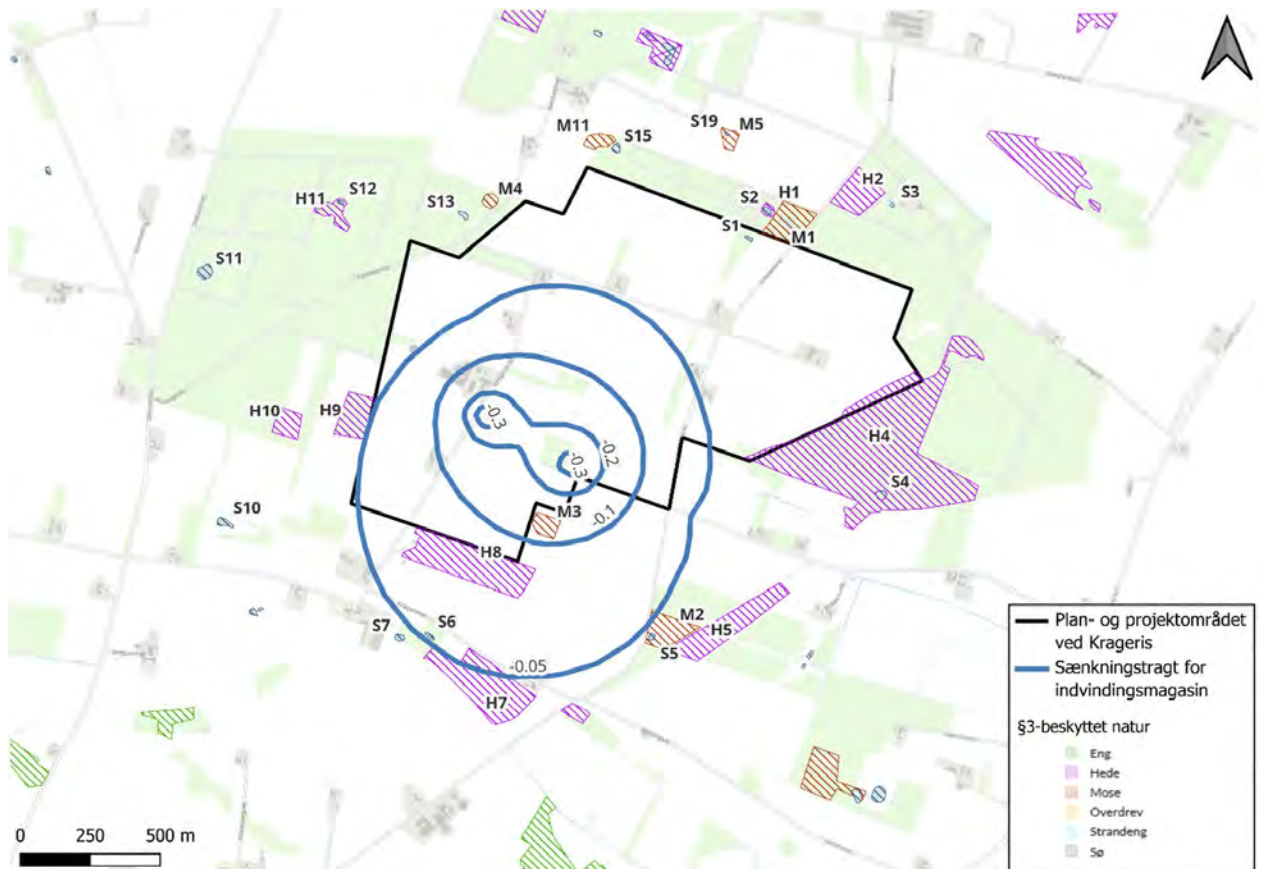 M11
S15
S19
M5
H2
S3
S12
H11
S13
M4
S2
H1
S1
M1
S11
H10
H9
-0.3
-0.2
-0.3
H4
S4
M3
-0.1
S10
H8
S7
S6
M2
H5
S5
-0.05
H7
Plan- og projektområdet
ved Krageris
Sænkningstragt for
indvindingsmagasin
§3-beskyttet natur
Eng
Hede
Mose
Overdrev
Strandeng
Sø
0 250 500 m